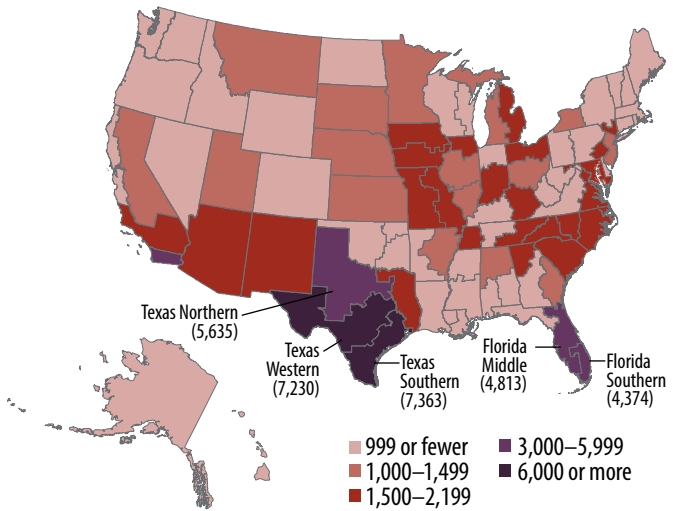 Texas Northern
(5,635)
Texas
Western
(7,230)
Texas
Southern
(7,363)
Florida
Middle
(4,813)
Florida
Southern
(4,374)
999 or fewer
1,000–1,499
1,500–2,199
3,000–5,999
6,000 or more